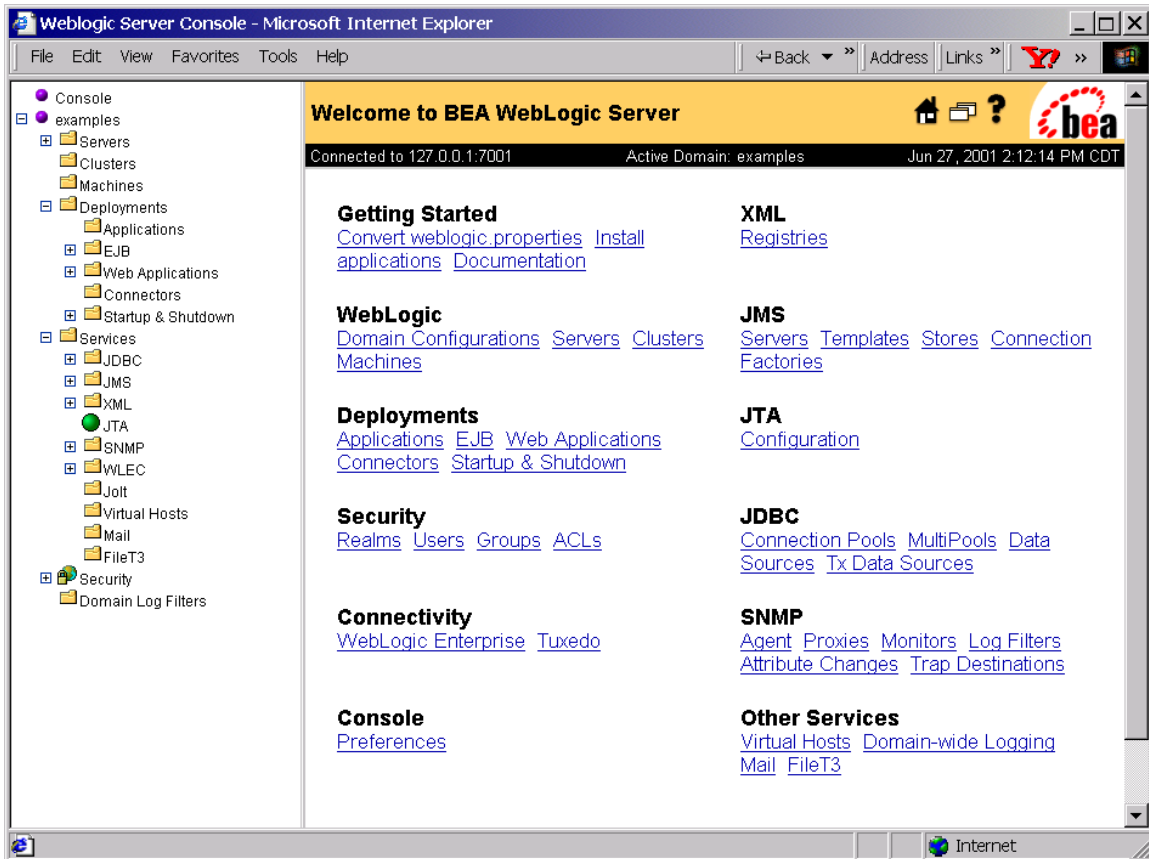 Weblogic Server Console - Microsoft Internet Explorer
File Edit View Favorites Tools Help
Back Address Links Y!
Console
examples
Servers
Clusters
Machines
Deployments
Applications
EJB
Web Applications
Connectors
Startup & Shutdown
Services
JDBC
JMS
XML
JTA
SNMP
WLEC
Jolt
Virtual Hosts
Mail
FileT3
Security
Domain Log Filters
Welcome to BEA WebLogic Server
? bea
Connected to 127.0.0.1:7001 Active Domain: examples Jun 27, 2001 2:12:14 PM CDT
Getting Started
Convert weblogic.properties Install
applications Documentation
XML
Registries
WebLogic
Domain Configurations Servers Clusters
Machines
JMS
Servers Templates Stores Connection
Factories
Deployments
Applications EJB Web Applications
Connectors Startup & Shutdown
JTA
Configuration
Security
Realms Users Groups ACLs
JDBC
Connection Pools MultiPools Data
Sources Tx Data Sources
Connectivity
WebLogic Enterprise Tuxedo
SNMP
Agent Proxies Monitors Log Filters
Attribute Changes Trap Destinations
Console
Preferences
Other Services
Virtual Hosts Domain-wide Logging
Mail FileT3
Internet